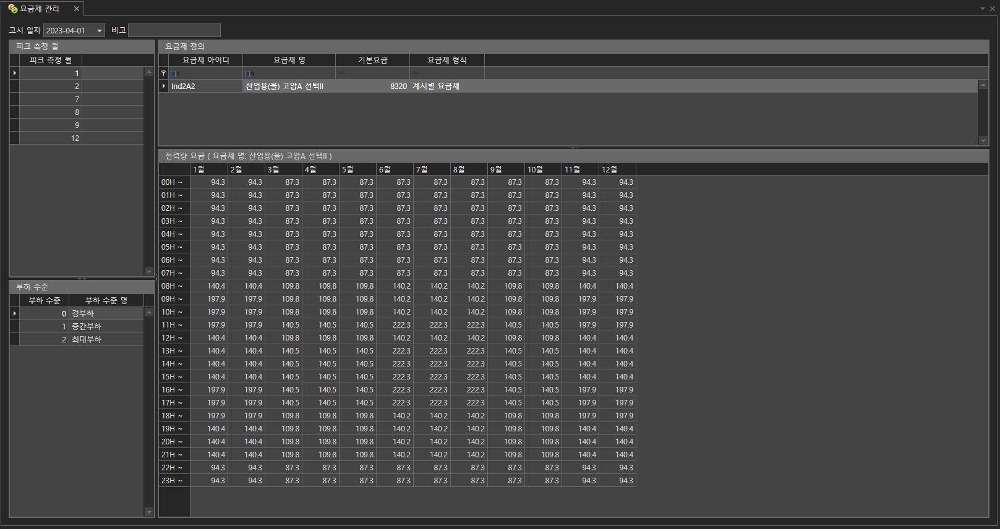 요금제 관리
고시 일자 2023-04-01 비고
피크 측정 월
피크 측정 월
1
2
7
8
9
12
부하 수준
부하 수준 부하 수준 명
0 경부하
1 중간부하
2 최대부하
요금제 정의
요금제 아이디 요금제 명 기본요금 요금제 형식
= =
Ind2A2 산업용(을) 고압A 선택II 8320 계시별 요금제
전력량 요금 ( 요금제 명: 산업용(을) 고압A 선택II )
1월 2월 3월 4월 5월 6월 7월 8월 9월 10월 11월 12월
00H ~ 94.3 94.3 87.3 87.3 87.3 87.3 87.3 87.3 87.3 87.3 94.3 94.3
01H ~ 94.3 94.3 87.3 87.3 87.3 87.3 87.3 87.3 87.3 87.3 94.3 94.3
02H ~ 94.3 94.3 87.3 87.3 87.3 87.3 87.3 87.3 87.3 87.3 94.3 94.3
03H ~ 94.3 94.3 87.3 87.3 87.3 87.3 87.3 87.3 87.3 87.3 94.3 94.3
04H ~ 94.3 94.3 87.3 87.3 87.3 87.3 87.3 87.3 87.3 87.3 94.3 94.3
05H ~ 94.3 94.3 87.3 87.3 87.3 87.3 87.3 87.3 87.3 87.3 94.3 94.3
06H ~ 94.3 94.3 87.3 87.3 87.3 87.3 87.3 87.3 87.3 87.3 94.3 94.3
07H ~ 94.3 94.3 87.3 87.3 87.3 87.3 87.3 87.3 87.3 87.3 94.3 94.3
08H ~ 140.4 140.4 109.8 109.8 109.8 140.2 140.2 140.2 109.8 109.8 140.4 140.4
09H ~ 197.9 197.9 109.8 109.8 109.8 140.2 140.2 140.2 109.8 109.8 197.9 197.9
10H ~ 197.9 197.9 109.8 109.8 109.8 140.2 140.2 140.2 109.8 109.8 197.9 197.9
11H ~ 197.9 197.9 140.5 140.5 140.5 222.3 222.3 222.3 140.5 140.5 197.9 197.9
12H ~ 140.4 140.4 109.8 109.8 109.8 140.2 140.2 140.2 109.8 109.8 140.4 140.4
13H ~ 140.4 140.4 140.5 140.5 140.5 222.3 222.3 222.3 140.5 140.5 140.4 140.4
14H ~ 140.4 140.4 140.5 140.5 140.5 222.3 222.3 222.3 140.5 140.5 140.4 140.4
15H ~ 140.4 140.4 140.5 140.5 140.5 222.3 222.3 222.3 140.5 140.5 140.4 140.4
16H ~ 197.9 197.9 140.5 140.5 140.5 222.3 222.3 222.3 140.5 140.5 197.9 197.9
17H ~ 197.9 197.9 140.5 140.5 140.5 222.3 222.3 222.3 140.5 140.5 197.9 197.9
18H ~ 197.9 197.9 109.8 109.8 109.8 140.2 140.2 140.2 109.8 109.8 197.9 197.9
19H ~ 140.4 140.4 109.8 109.8 109.8 140.2 140.2 140.2 109.8 109.8 140.4 140.4
20H ~ 140.4 140.4 109.8 109.8 109.8 140.2 140.2 140.2 109.8 109.8 140.4 140.4
21H ~ 140.4 140.4 109.8 109.8 109.8 140.2 140.2 140.2 109.8 109.8 140.4 140.4
22H ~ 94.3 94.3 87.3 87.3 87.3 87.3 87.3 87.3 87.3 87.3 94.3 94.3
23H ~ 94.3 94.3 87.3 87.3 87.3 87.3 87.3 87.3 87.3 87.3 94.3 94.3